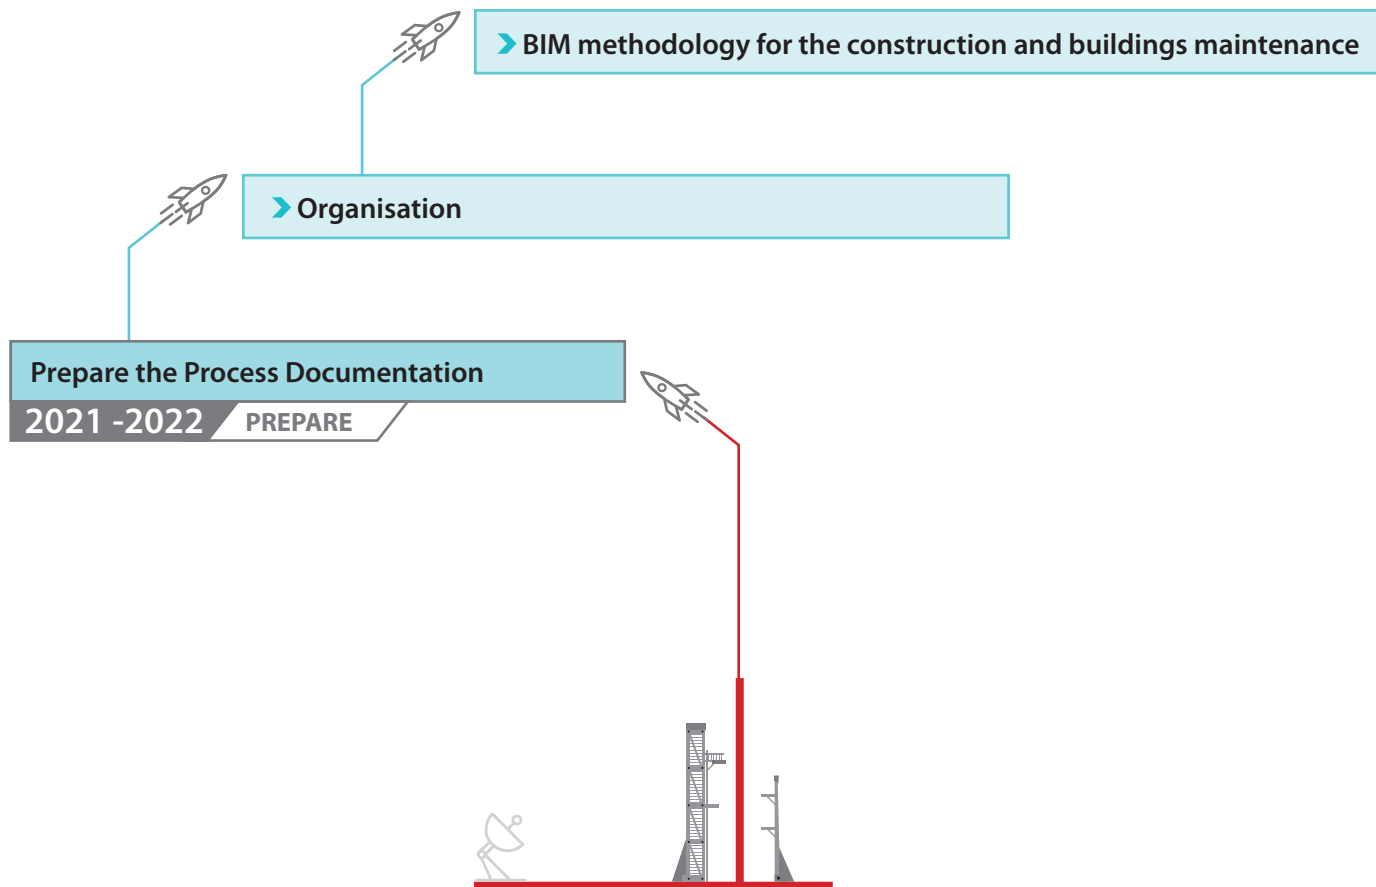 BIM methodology for the construction and buildings maintenance
Organisation
Prepare the Process Documentation
2021 -2022 PREPARE